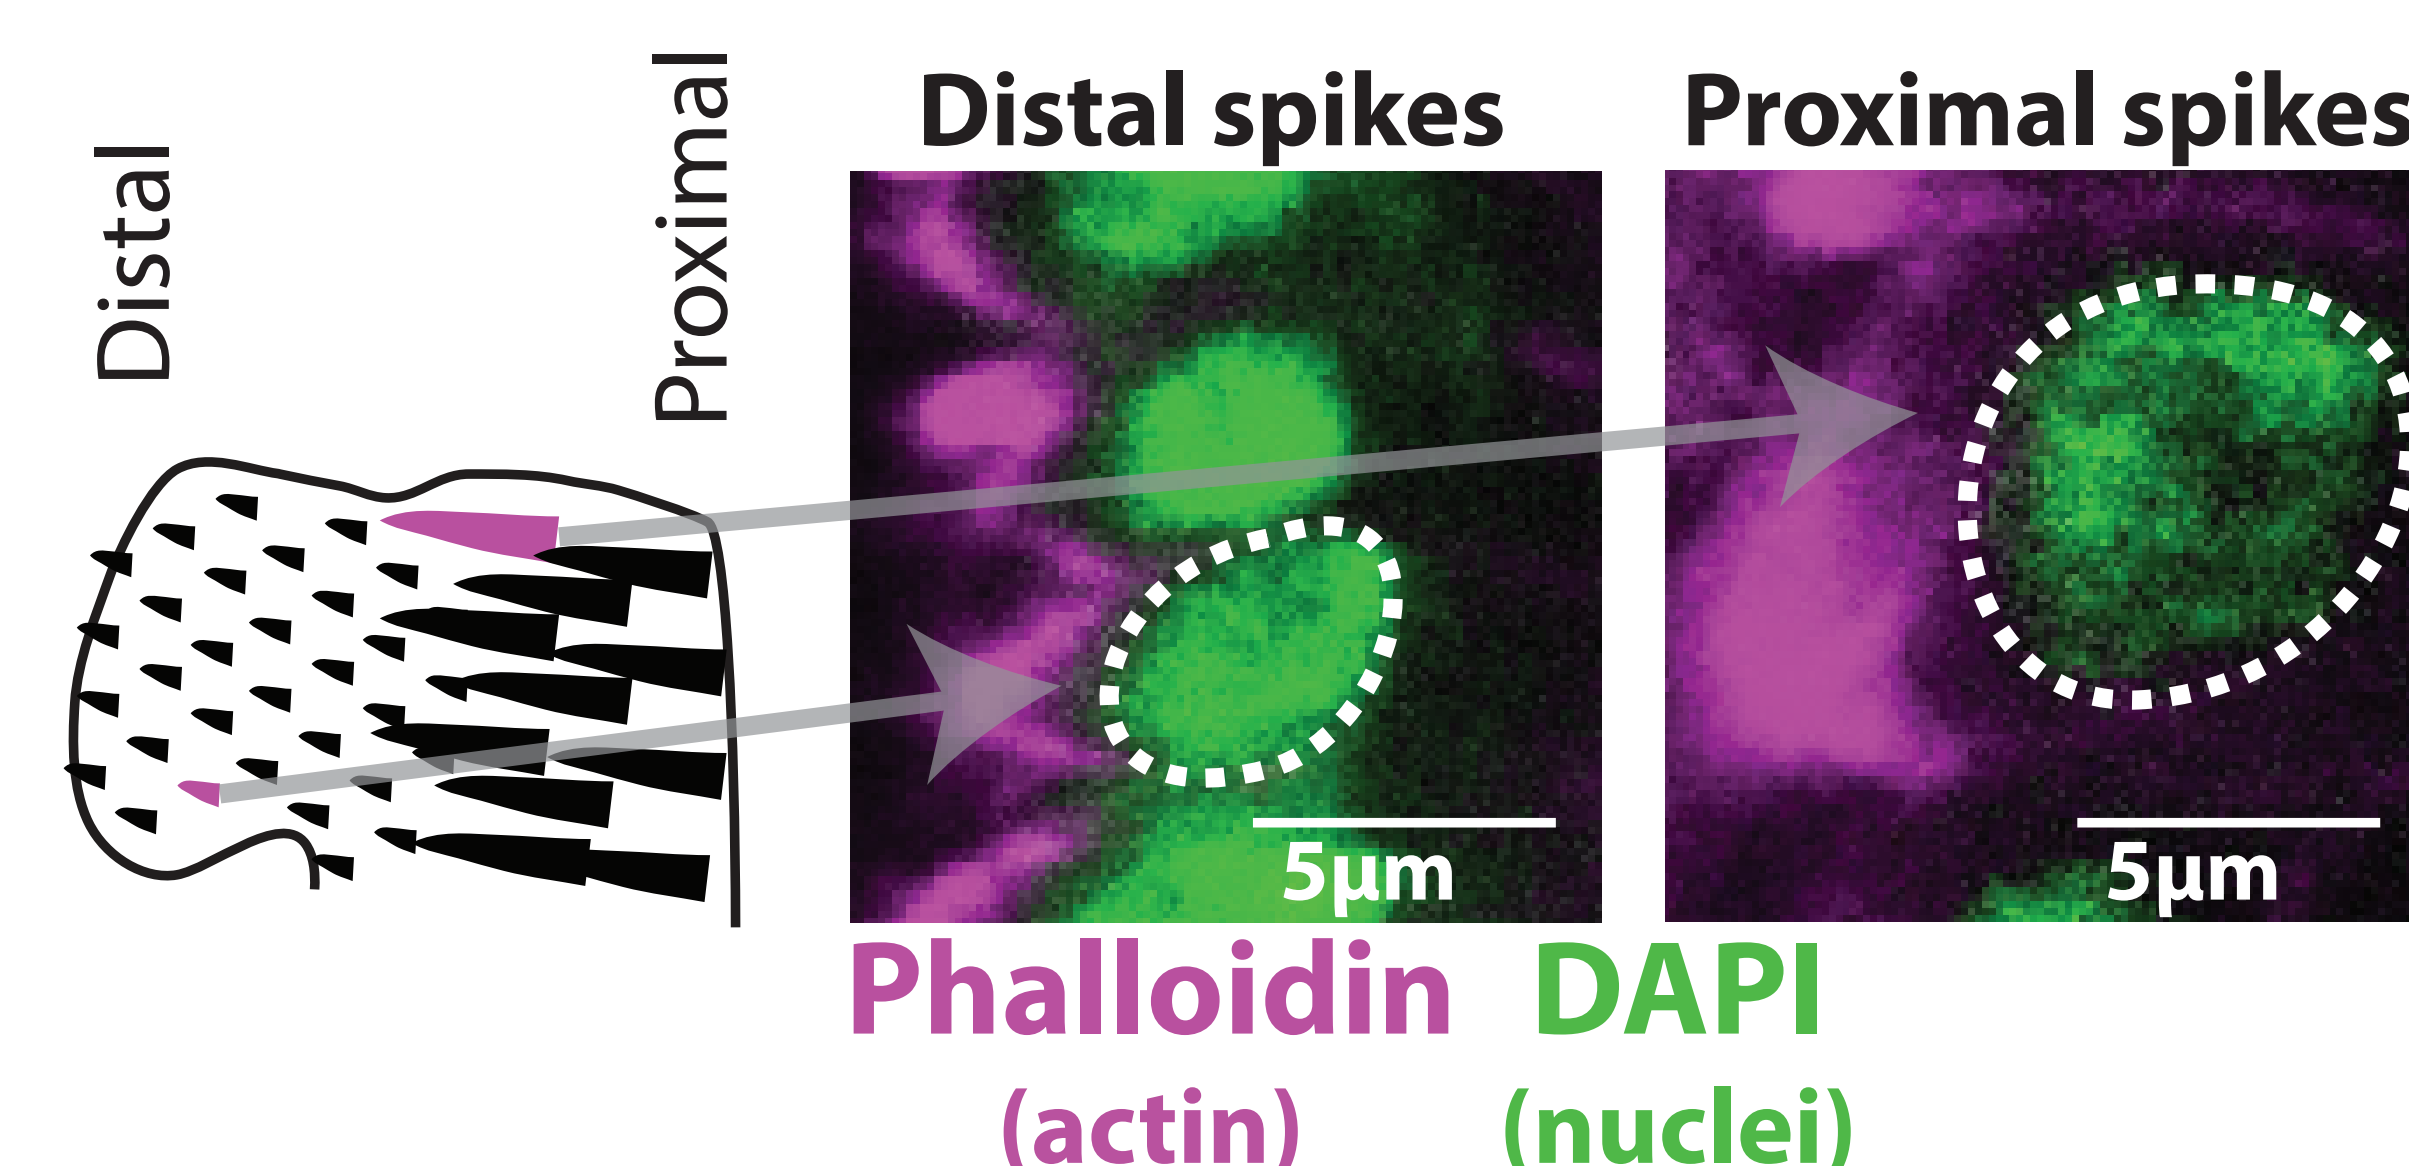 Distal
Proximal
Distal spikes
Proximal spikes
5µm
5µm
Phalloidin DAPI
(actin) (nuclei)